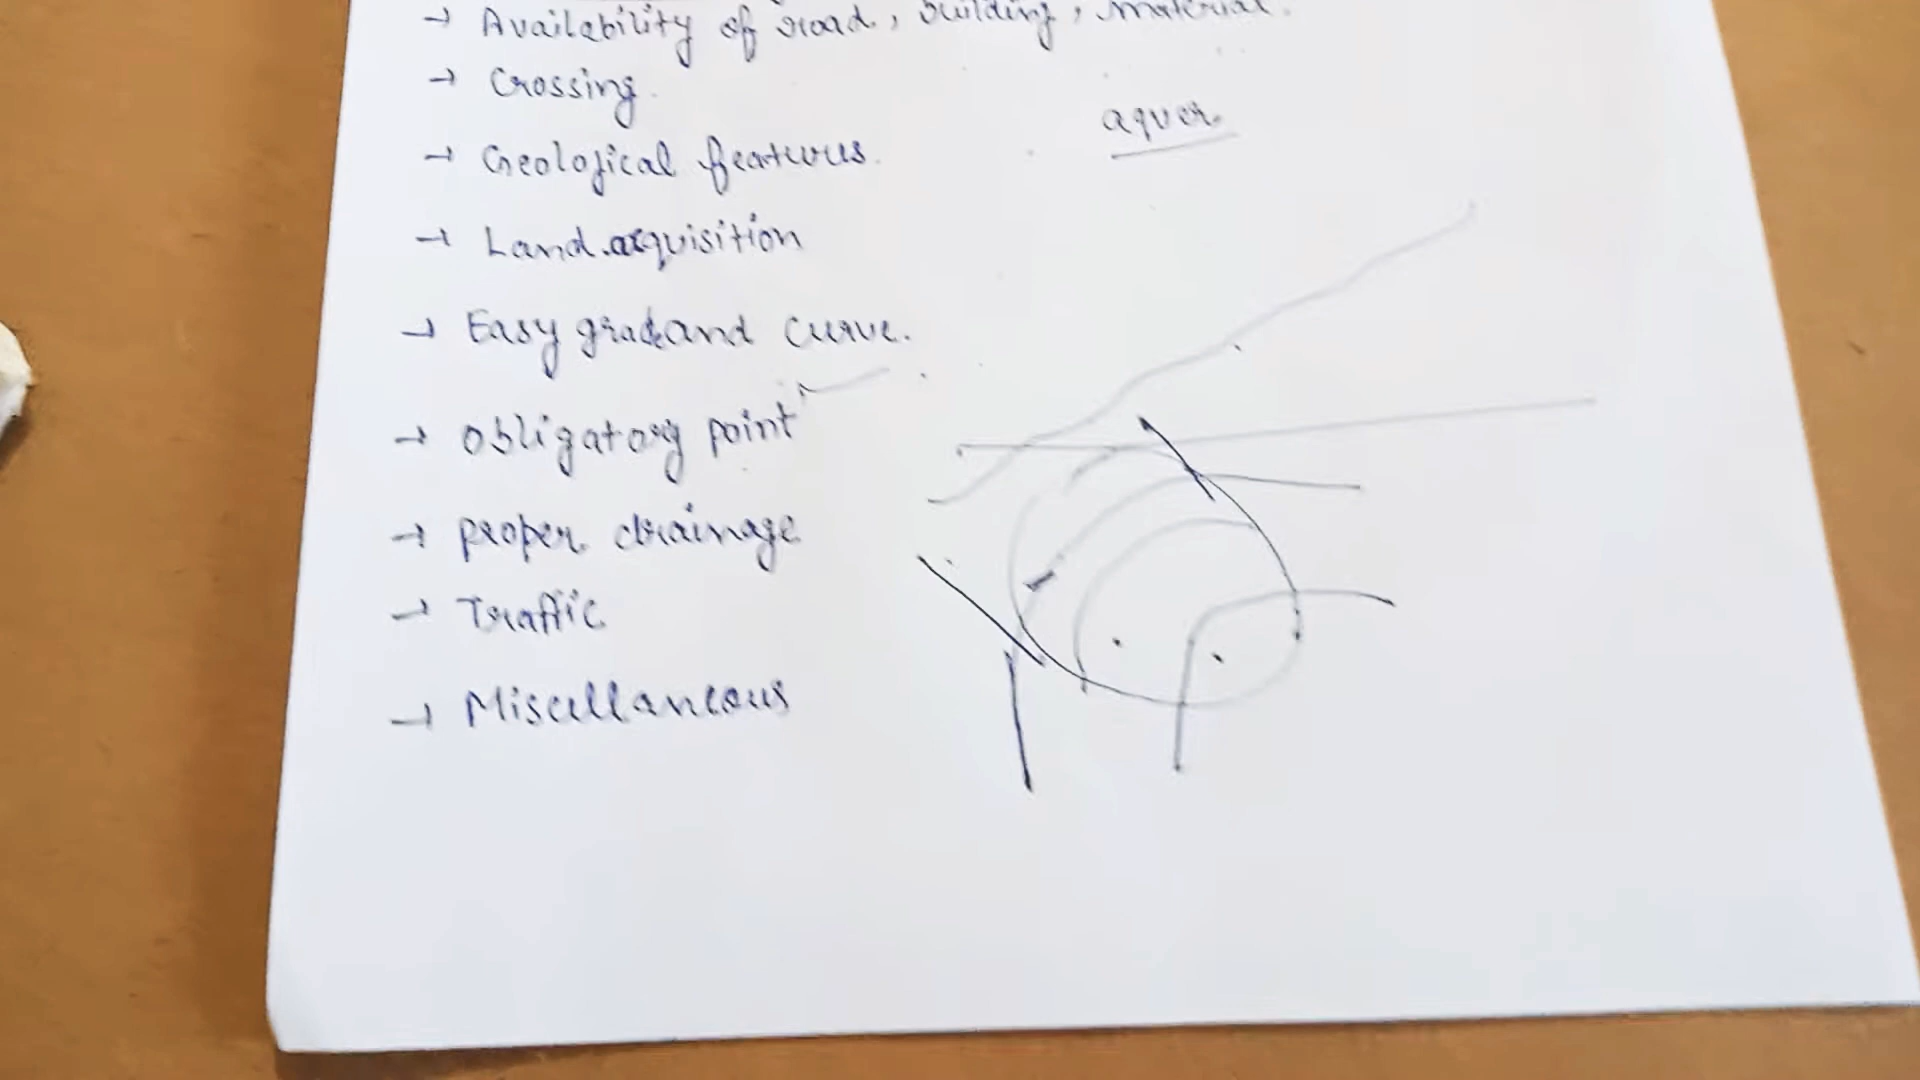 → Availability of road, building, material.
→ Crossing.
aquer
→ Geological features.
→ Land acquisition
→ Easy grade and curve.
→ Obligatory point
→ proper drainage
→ Traffic
→ Miscellaneous